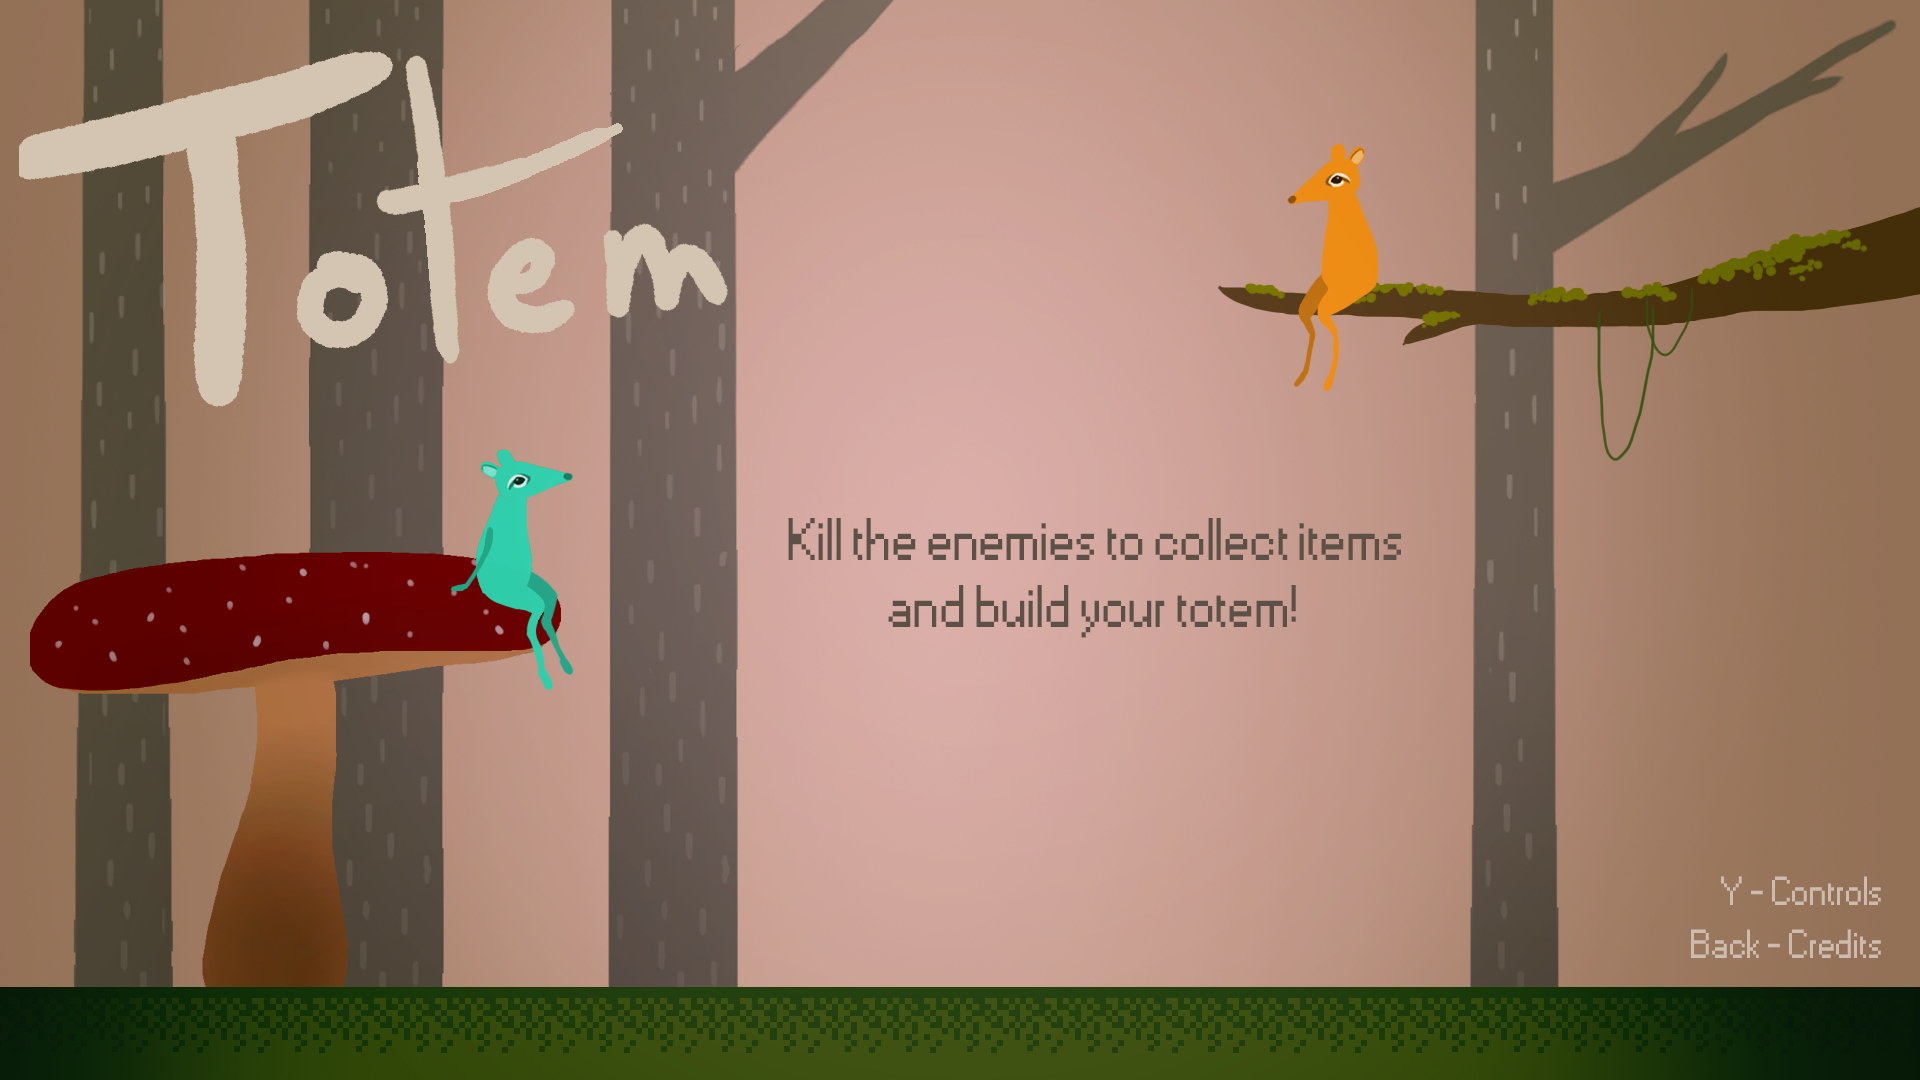 Totem
Kill the enemies to collect items
and build your totem!
Y - Controls
Back - Credits